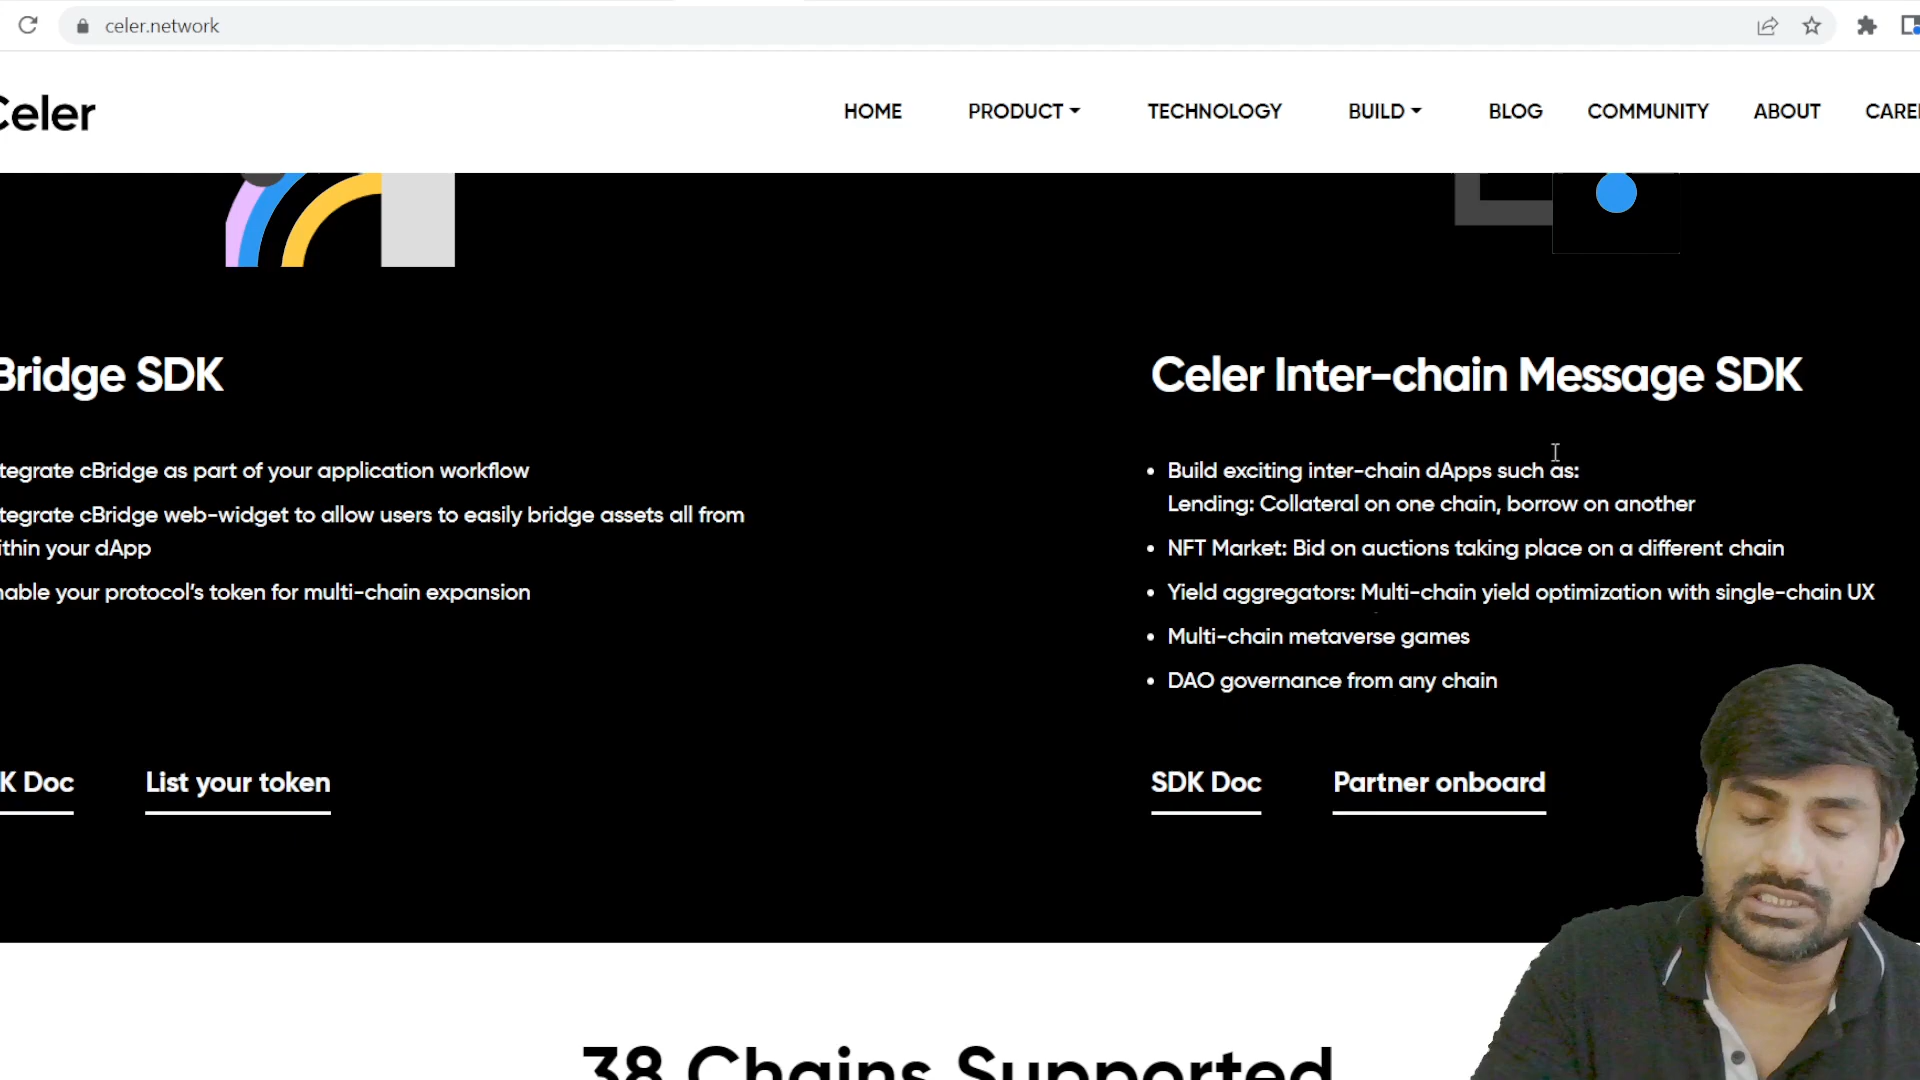 celer.network
Celer
HOME PRODUCT TECHNOLOGY BUILD BLOG COMMUNITY ABOUT
Bridge SDK
tegrate cBridge as part of your application workflow
tegrate cBridge web-widget to allow users to easily bridge assets all from
ithin your dApp
nable your protocol's token for multi-chain expansion
K Doc List your token
Celer Inter-chain Message SDK
• Build exciting inter-chain dApps such as:
Lending: Collateral on one chain, borrow on another
• NFT Market: Bid on auctions taking place on a different chain
• Yield aggregators: Multi-chain yield optimization with single-chain UX
• Multi-chain metaverse games
• DAO governance from any chain
SDK Doc Partner onboard
38 Chains Supported